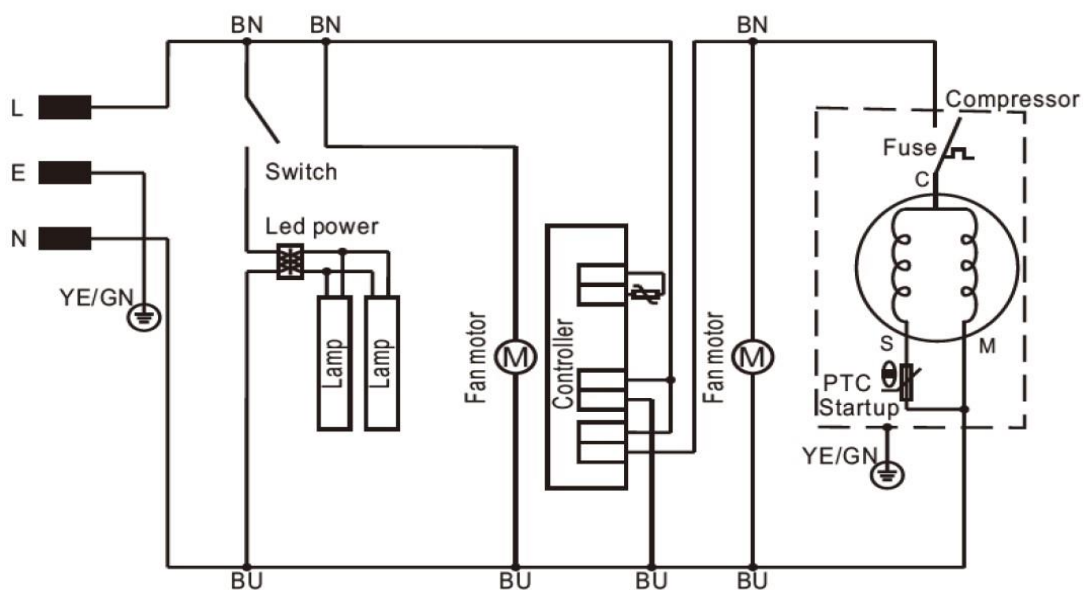 BN
BN
BN
L
Compressor
Fuse
E
Switch
C
Led power
N
YE/GN
S
M
Lamp
Lamp
Fan motor
M
Controller
Fan motor
M
PTC
Startup
YE/GN
BU
BU
BU
BU